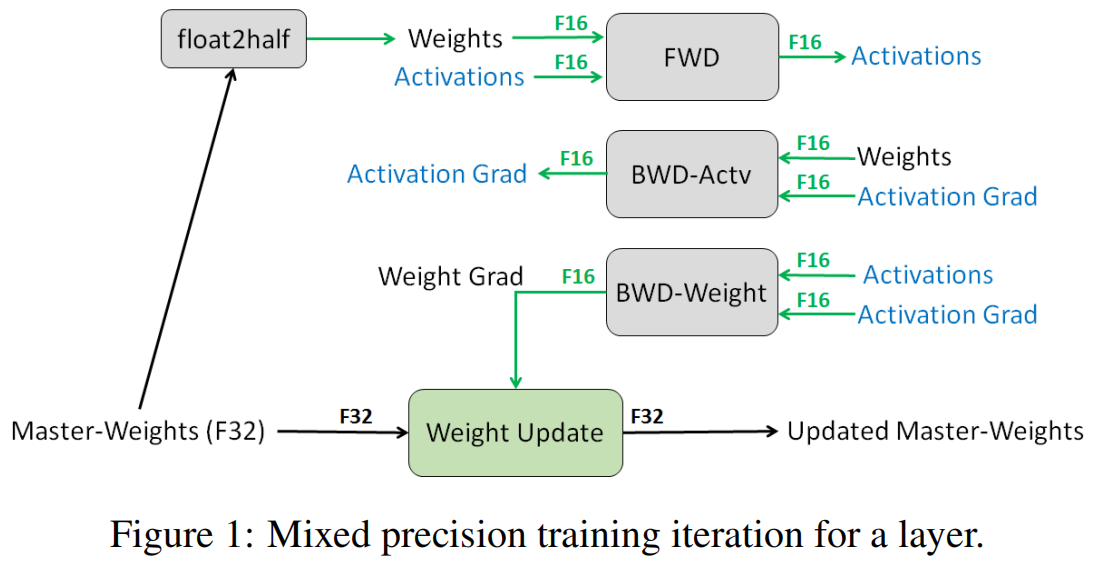 float2half
Weights
F16
Activations
F16
FWD
F16
Activations
Activation Grad
F16
BWD-Actv
F16
Weights
F16
Activation Grad
Weight Grad
F16
BWD-Weight
F16
Activations
F16
Activation Grad
Master-Weights (F32)
F32
Weight Update
F32
Updated Master-Weights
Figure 1: Mixed precision training iteration for a layer.